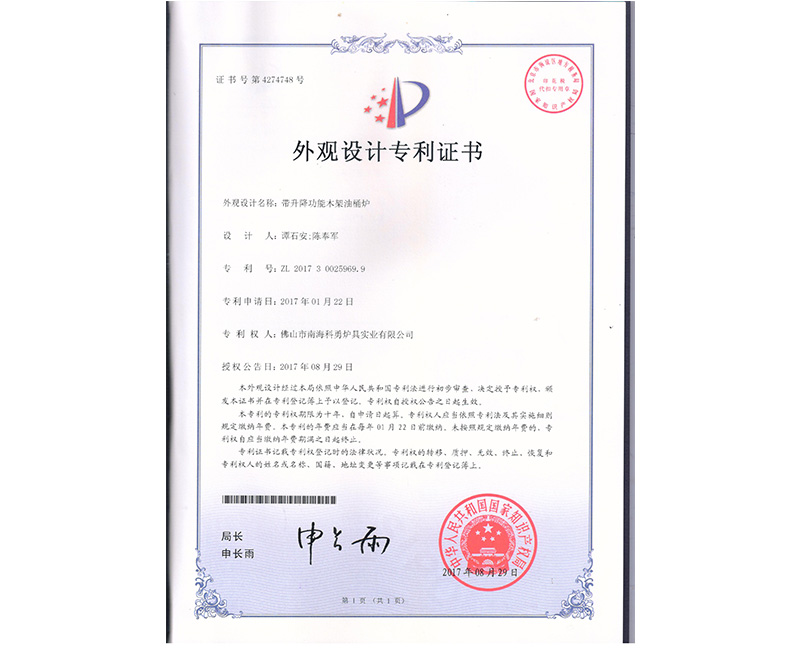 证书号第4274748号
外观设计专利证书
外观设计名称：带升降功能木架油桶炉
设 计 人：谭石安;陈奉军
专 利 号：ZL 2017 3 0025969.9
专利申请日：2017年01月22日
专 利 权 人：佛山市南海科勇炉具实业有限公司
授权公告日：2017年08月29日
本外观设计经过本局依照中华人民共和国专利法进行初步审查，决定授予专利权，颁
发本证书并在专利登记簿上予以登记。专利权自授权公告之日起生效。
本专利的专利权期限为十年，自申请日起算。专利权人应当依照专利法及其实施细则
规定缴纳年费。本专利的年费应当在每年01月22日前缴纳。未按照规定缴纳年费的，专
利权自应当缴纳年费期满之日起终止。
专利证书记载专利权登记时的法律状况。专利权的转移、质押、无效、终止、恢复和
专利权人的姓名或名称、国籍、地址变更等事项记载在专利登记簿上。
局长
申长雨
申长雨
中华人民共和国国家知识产权局
2017年08月29日
第1页（共1页）